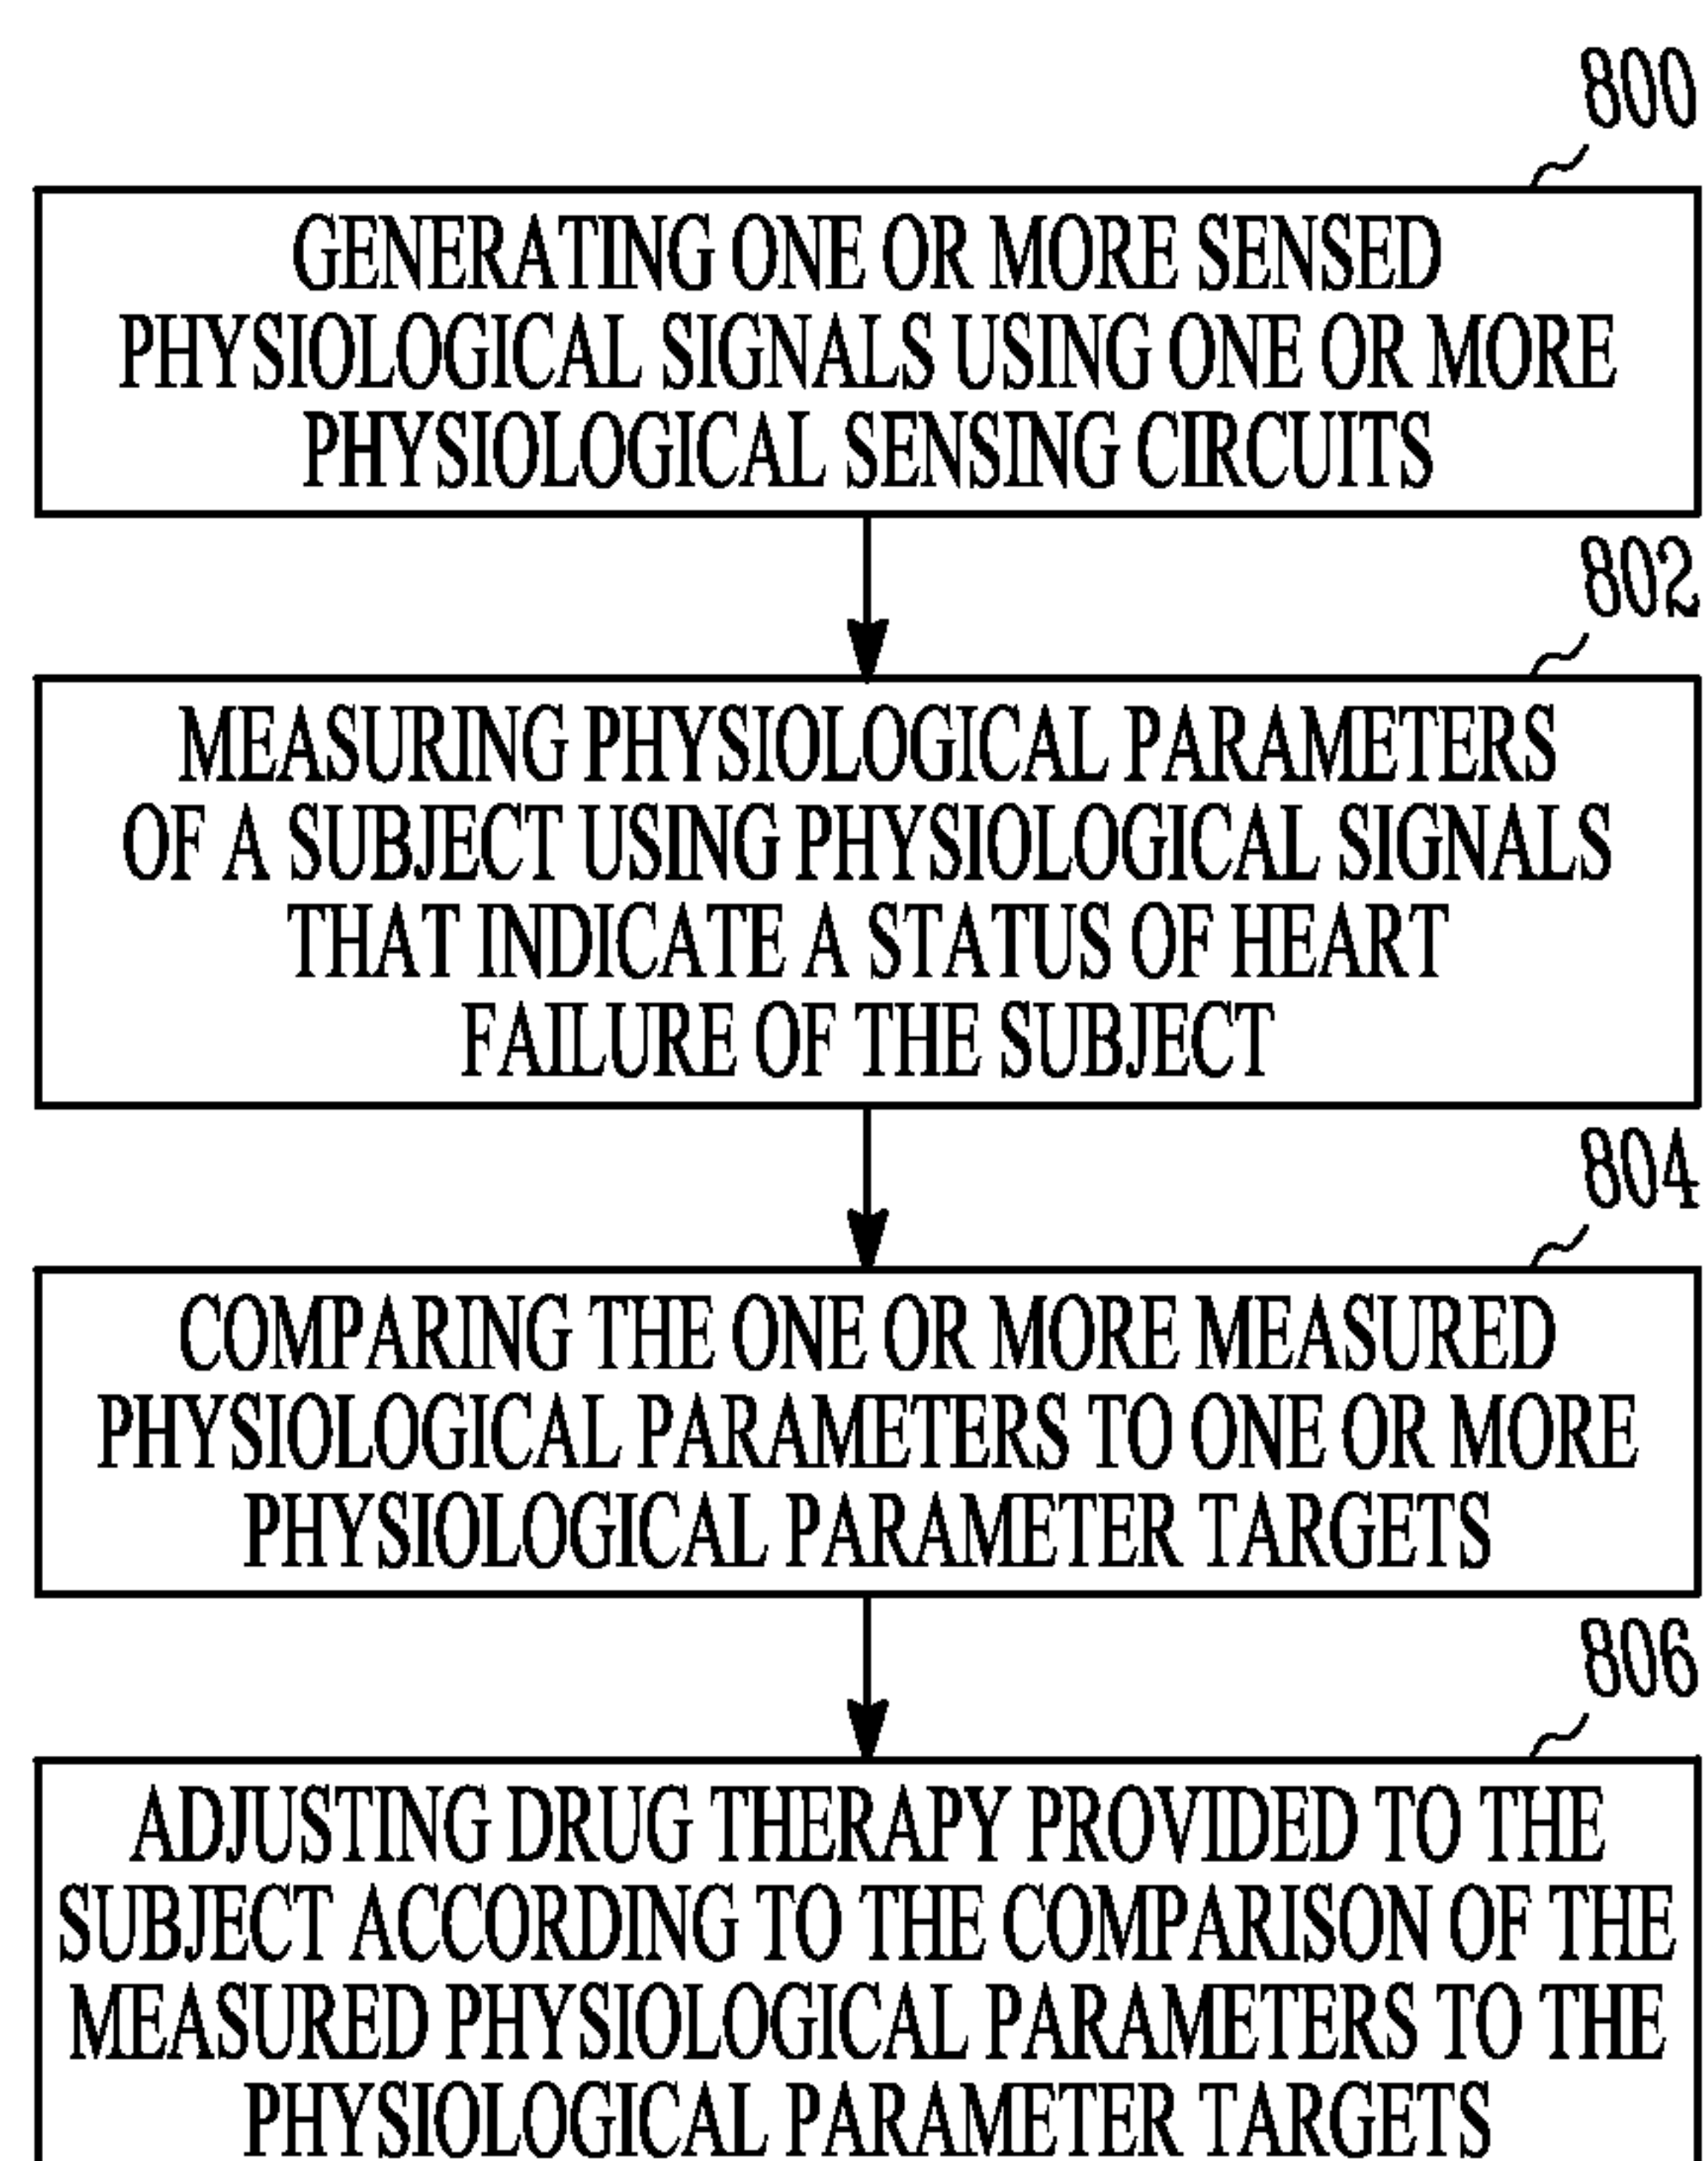 800
GENERATING ONE OR MORE SENSED
PHYSIOLOGICAL SIGNALS USING ONE OR MORE
PHYSIOLOGICAL SENSING CIRCUITS
802
MEASURING PHYSIOLOGICAL PARAMETERS
OF A SUBJECT USING PHYSIOLOGICAL SIGNALS
THAT INDICATE A STATUS OF HEART
FAILURE OF THE SUBJECT
804
COMPARING THE ONE OR MORE MEASURED
PHYSIOLOGICAL PARAMETERS TO ONE OR MORE
PHYSIOLOGICAL PARAMETER TARGETS
806
ADJUSTING DRUG THERAPY PROVIDED TO THE
SUBJECT ACCORDING TO THE COMPARISON OF THE
MEASURED PHYSIOLOGICAL PARAMETERS TO THE
PHYSIOLOGICAL PARAMETER TARGETS